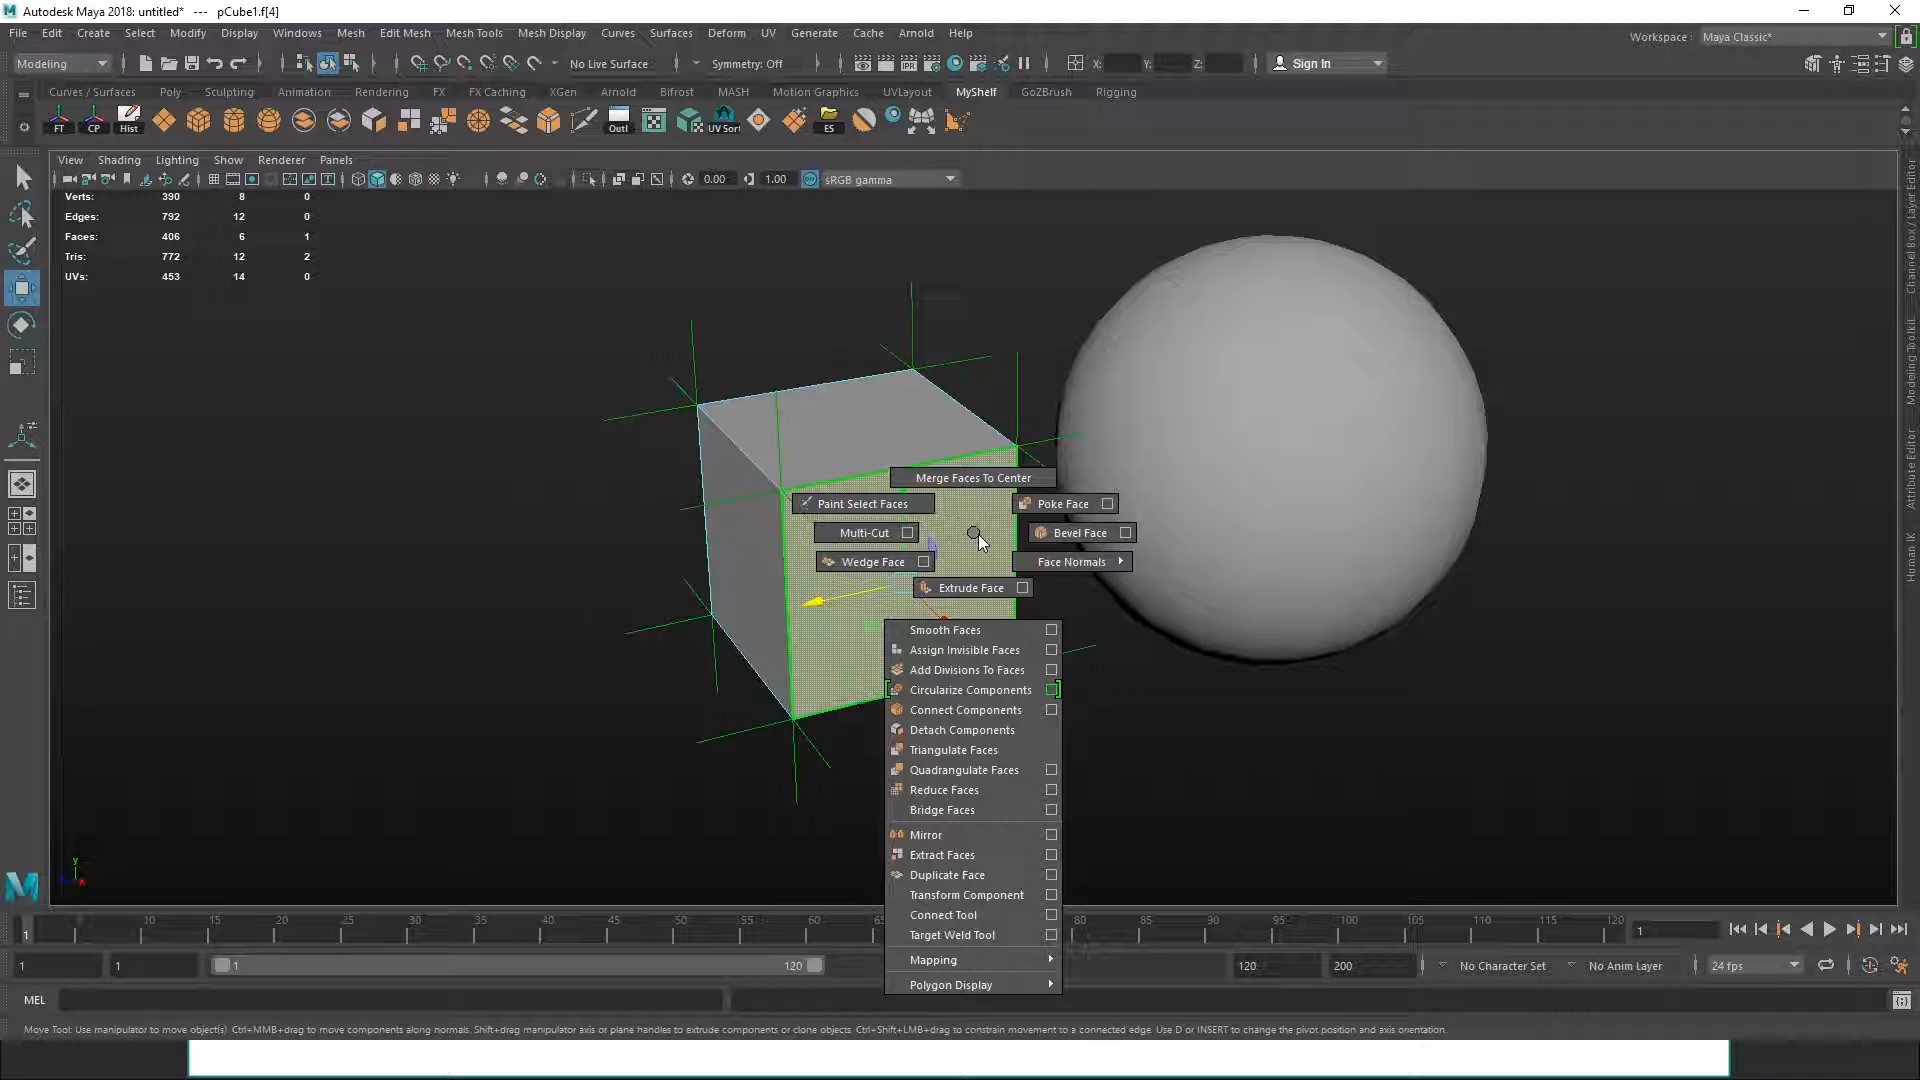 Autodesk Maya 2018: untitled* --- pCube1.f[4]
File Edit Create Select Modify Display Windows Mesh Edit Mesh Mesh Tools Mesh Display Curves Surfaces Deform UV Generate Cache Arnold Help
Workspace : Maya Classic*
Modeling No Live Surface Symmetry: Off X: Y: Z: Sign In
Curves / Surfaces Poly Sculpting Animation Rendering FX FX Caching XGen Arnold Bifrost MASH Motion Graphics UVLayout MyShelf GoZBrush Rigging
FT CP Hist Outl UV Sort ES
View Shading Lighting Show Renderer Panels
0.00 1.00 sRGB gamma
Verts: 390 8 0
Edges: 792 12 0
Faces: 406 6 1
Tris: 772 12 2
UVs: 453 14 0
Merge Faces To Center
Paint Select Faces
Poke Face
Multi-Cut
Bevel Face
Wedge Face
Face Normals
Extrude Face
Smooth Faces
Assign Invisible Faces
Add Divisions To Faces
Circularize Components
Connect Components
Detach Components
Triangulate Faces
Quadrangulate Faces
Reduce Faces
Bridge Faces
Mirror
Extract Faces
Duplicate Face
Transform Component
Connect Tool
Target Weld Tool
Mapping
Polygon Display
Channel Box / Layer Editor
Modeling Toolkit
Attribute Editor
Human IK
y
M
1 10 15 20 25 30 35 40 45 50 55 60 80 85 90 95 100 105 110 115 120
1
1 1 1 120 120 200 No Character Set No Anim Layer 24 fps
MEL
Move Tool: Use manipulator to move object(s). Ctrl+MMB+drag to move components along normals. Shift+drag manipulator axis or plane handles to extrude components or clone objects. Ctrl+Shift+LMB+drag to constrain movement to a connected edge. Use D or INSERT to change the pivot position and axis orientation.